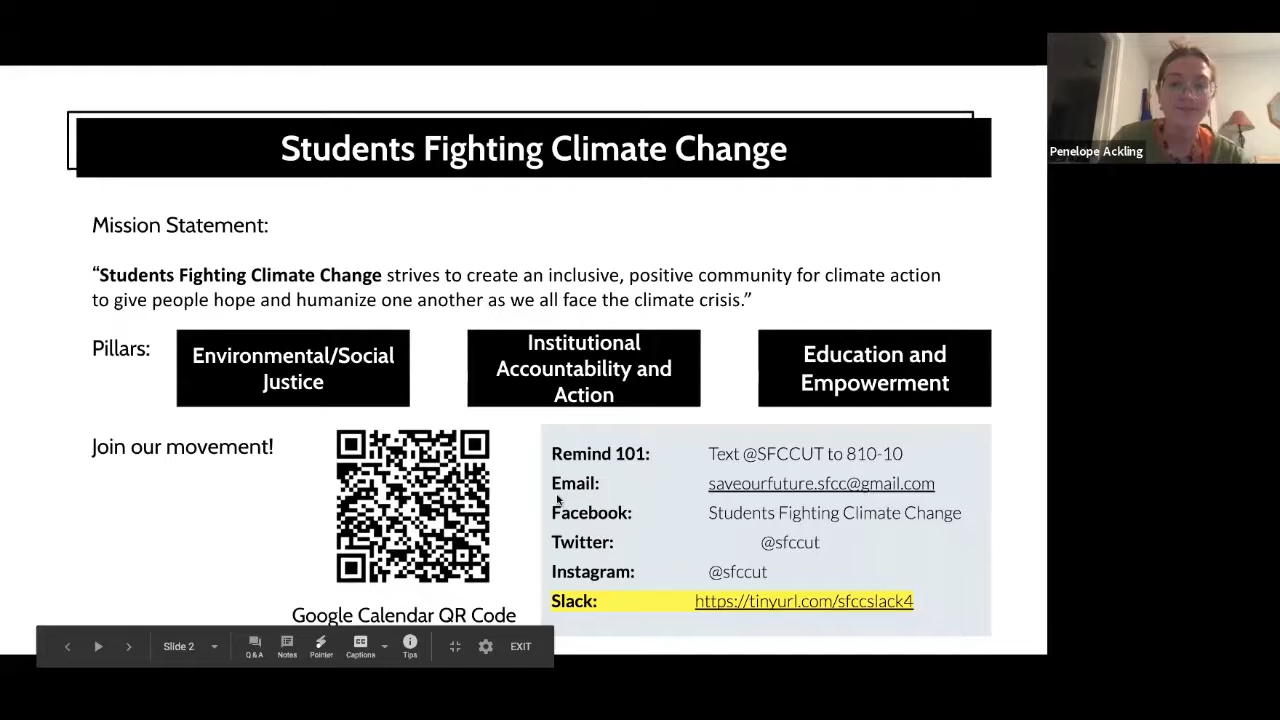 Students Fighting Climate Change
Penelope Ackling
Mission Statement:
“Students Fighting Climate Change strives to create an inclusive, positive community for climate action
to give people hope and humanize one another as we all face the climate crisis.”
Pillars:
Environmental/Social
Justice
Institutional
Accountability and
Action
Education and
Empowerment
Join our movement!
Google Calendar QR Code
Remind 101: Text @SFCCUT to 810-10
Email: saveourfuture.sfcc@gmail.com
Facebook: Students Fighting Climate Change
Twitter: @sfccut
Instagram: @sfccut
Slack: https://tinyurl.com/sfccslack4
Slide 2
Q & A
Notes
Pointer
CC
Captions
Tips
EXIT